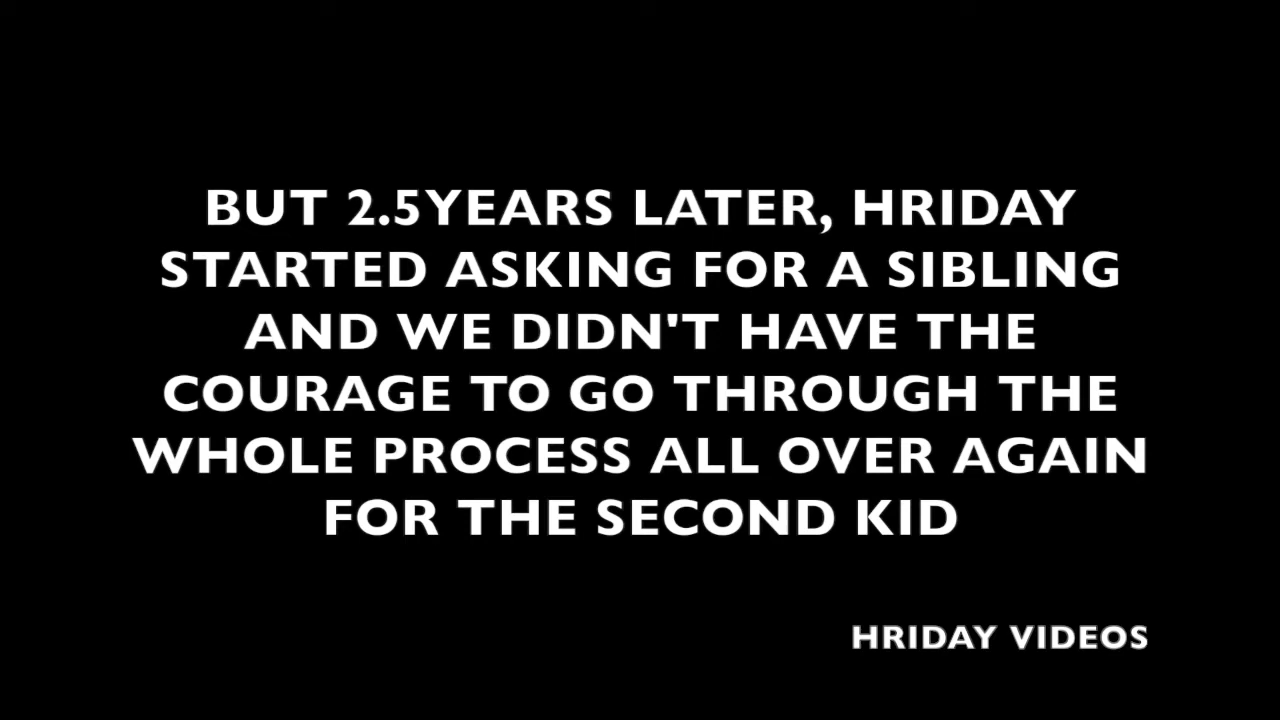 BUT 2.5YEARS LATER, HRIDAY
STARTED ASKING FOR A SIBLING
AND WE DIDN'T HAVE THE
COURAGE TO GO THROUGH THE
WHOLE PROCESS ALL OVER AGAIN
FOR THE SECOND KID
HRIDAY VIDEOS